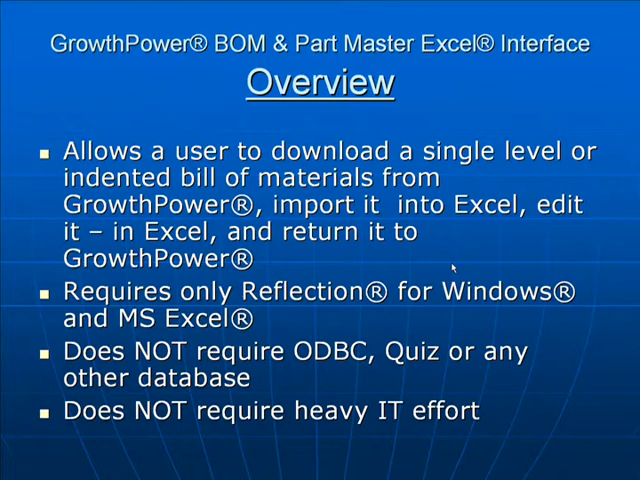 GrowthPower® BOM & Part Master Excel® Interface
Overview
Allows a user to download a single level or
indented bill of materials from
GrowthPower®, import it into Excel, edit
it – in Excel, and return it to
GrowthPower®
Requires only Reflection® for Windows®
and MS Excel®
Does NOT require ODBC, Quiz or any
other database
Does NOT require heavy IT effort